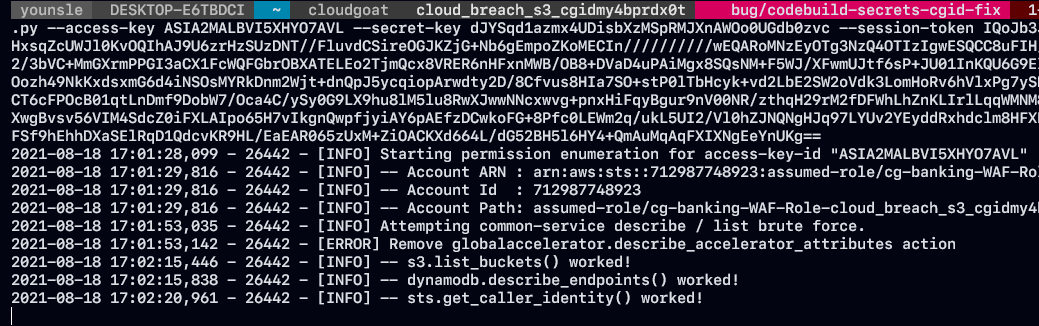 younsle DESKTOP-E6TBDCI ~ cloudgoat cloud_breach_s3_cgidmy4bprdx0t bug/codebuild-secrets-cgid-fix 1-
.py --access-key ASIA2MALBVI5XHYO7AVL --secret-key dJYSqd1azmx4UDisbXzMSpRMJXnAWOo0UGdb0zvc --session-token IQoJb3
HxsqZcUWJl0KvOQIhAJ9U6zrHzSUzDNT//FluvdCSireOGJKZjG+Nb6gEmpoZKoMECIn//////////wEQARoMNzEyOTg3NzQ4OTIzIgwESQCC8uFIH
2/3bVC+MmGXrmPPGI3aCX1FcWQFGbrOBXATELEo2TjmQcx8VRER6nHFxnMWB/OB8+DVaD4uPAiMgx8SQsNM+F5WJ/XFwmUJtf6sP+JU01InKQU6G9E
Oozh49NkKxdsxmG6d4iNSOsMYRkDnm2Wjt+dnQpJ5ycqiopArwdty2D/8Cfvus8HIa7SO+stP0lTbHcyk+vd2LbE2SW2oVdk3LomHoRv6hVlxPg7yS
CT6cFPOcB01qtLnDmf9DobW7/Oca4C/ySy0G9LX9hu8lM5lu8RwXJwwNNcxwvg+pnxHiFqyBgur9nV00NR/zthqH29rM2fDFWhLhZnKLIrlLqqWMNM
XwgBvsv56VIM4SdcZ0iFXLAIpo65H7vIkgnQwpfjyiAY6pAEfzDCwkoFG+8Pfc0LEWm2q/ukL5UI2/Vl0hZJNQNgHJq97LYUv2YEyddRxhdclm8HFX
FSf9hEhhDXaSElRqD1QdcvKR9HL/EaEAR065zUxM+ZiOACKXd664L/dG52BH5l6HY4+QmAuMqAqFXIXNgEeYnUKg==
2021-08-18 17:01:28,099 - 26442 - [INFO] Starting permission enumeration for access-key-id "ASIA2MALBVI5XHYO7AVL"
2021-08-18 17:01:29,816 - 26442 - [INFO] -- Account ARN : arn:aws:sts::712987748923:assumed-role/cg-banking-WAF-Ro
2021-08-18 17:01:29,816 - 26442 - [INFO] -- Account Id  : 712987748923
2021-08-18 17:01:29,816 - 26442 - [INFO] -- Account Path: assumed-role/cg-banking-WAF-Role-cloud_breach_s3_cgidmy4b
2021-08-18 17:01:53,035 - 26442 - [INFO] Attempting common-service describe / list brute force.
2021-08-18 17:01:53,142 - 26442 - [ERROR] Remove globalaccelerator.describe_accelerator_attributes action
2021-08-18 17:02:15,446 - 26442 - [INFO] -- s3.list_buckets() worked!
2021-08-18 17:02:15,838 - 26442 - [INFO] -- dynamodb.describe_endpoints() worked!
2021-08-18 17:02:20,961 - 26442 - [INFO] -- sts.get_caller_identity() worked!